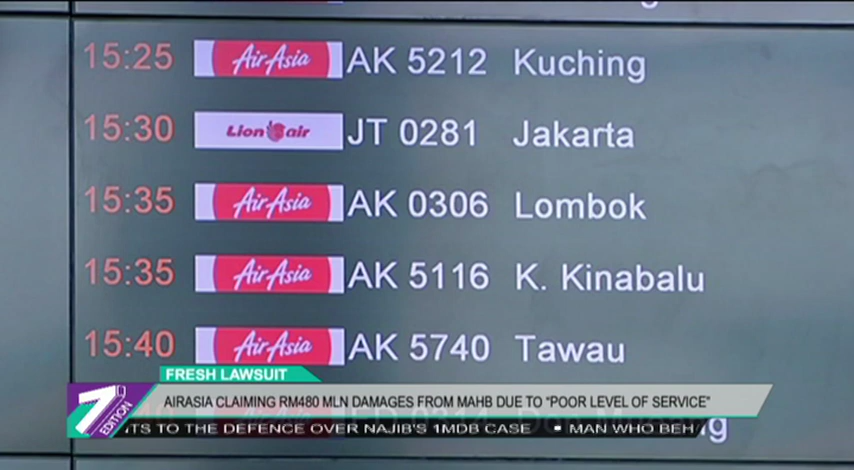 15:25 AirAsia AK 5212 Kuching
15:30 Lion air JT 0281 Jakarta
15:35 AirAsia AK 0306 Lombok
15:35 AirAsia AK 5116 K. Kinabalu
15:40 AirAsia AK 5740 Tawau
FRESH LAWSUIT
7 EDITION
AIRASIA CLAIMING RM480 MLN DAMAGES FROM MAHB DUE TO “POOR LEVEL OF SERVICE”
TS TO THE DEFENCE OVER NAJIB'S 1MDB CASE • MAN WHO BEH